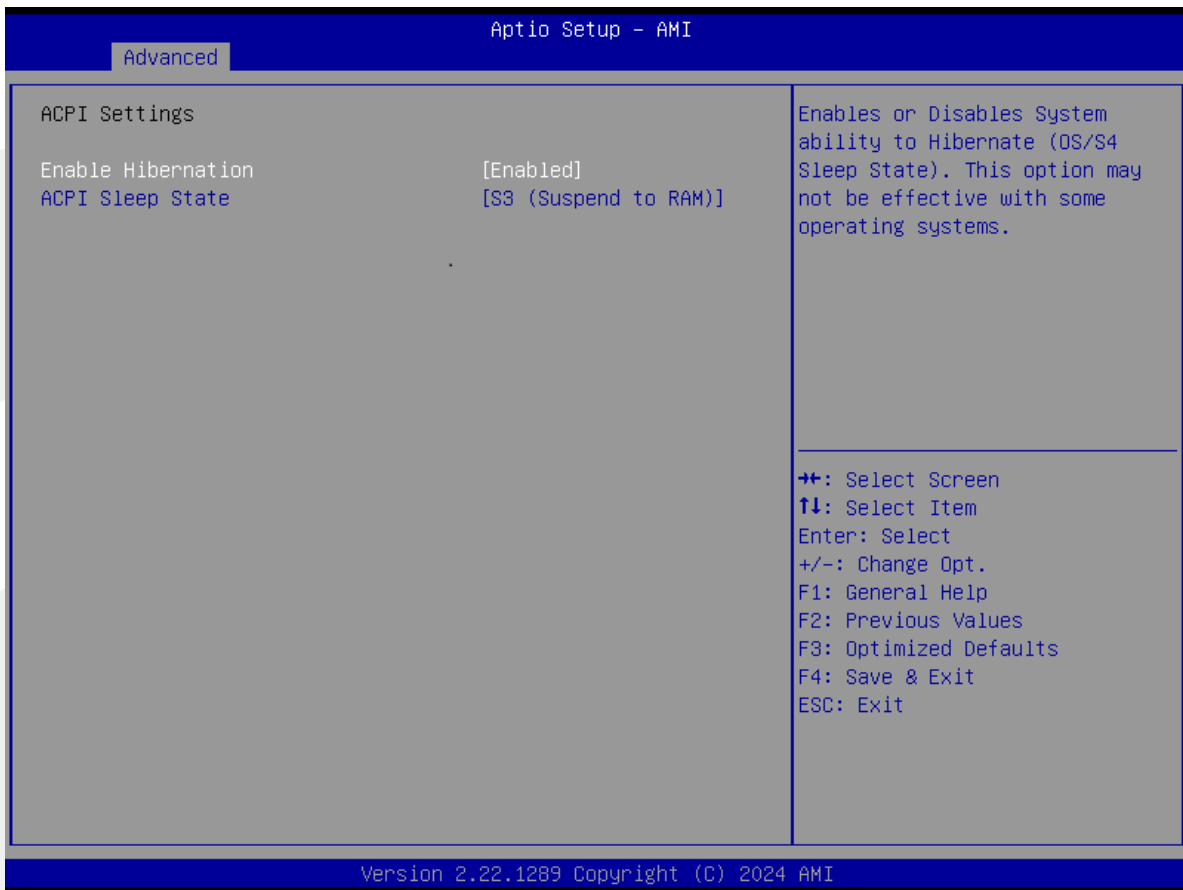 Aptio Setup – AMI
Advanced
ACPI Settings
Enable Hibernation [Enabled]
ACPI Sleep State [S3 (Suspend to RAM)]
Enables or Disables System
ability to Hibernate (OS/S4
Sleep State). This option may
not be effective with some
operating systems.
→←: Select Screen
↑↓: Select Item
Enter: Select
+/-: Change Opt.
F1: General Help
F2: Previous Values
F3: Optimized Defaults
F4: Save & Exit
ESC: Exit
Version 2.22.1289 Copyright (C) 2024 AMI